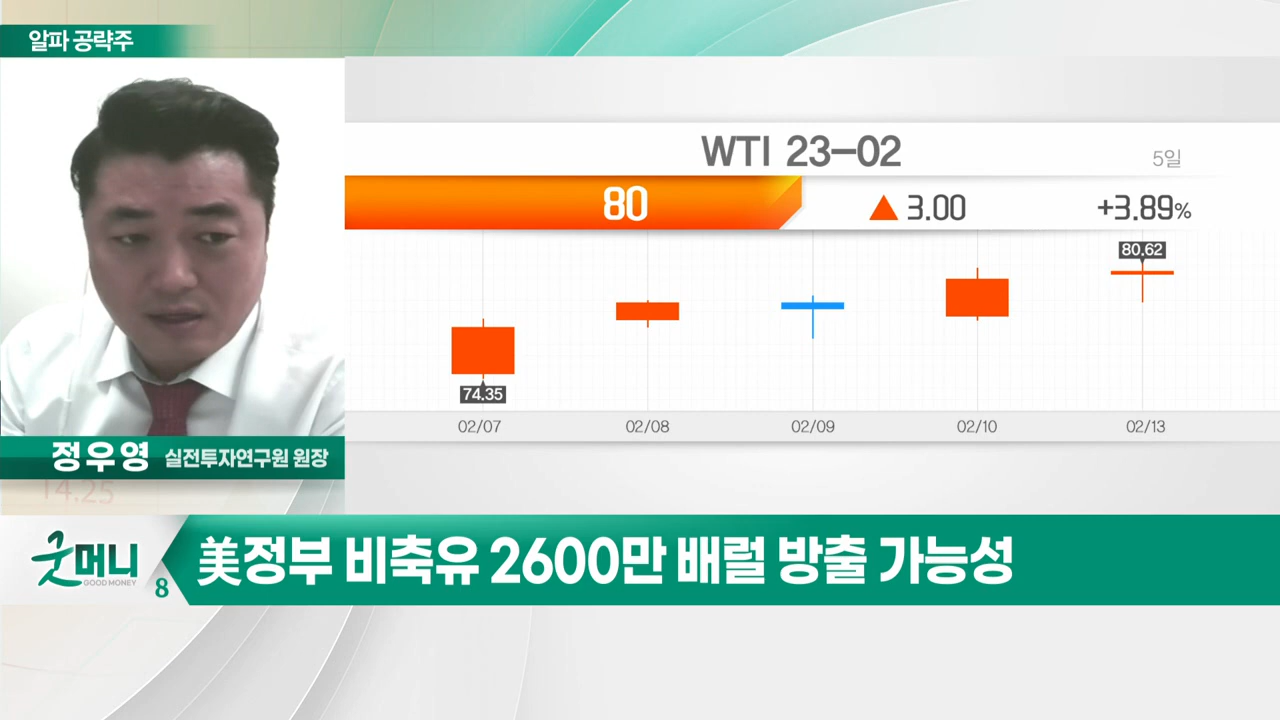 알파 공략주
WTI 23-02
5일
80
▲ 3.00
+3.89%
80.62
74.35
02/07
02/08
02/09
02/10
02/13
정우영 실전투자연구원 원장
14.25
굿머니
GOOD MONEY
8
美정부 비축유 2600만 배럴 방출 가능성